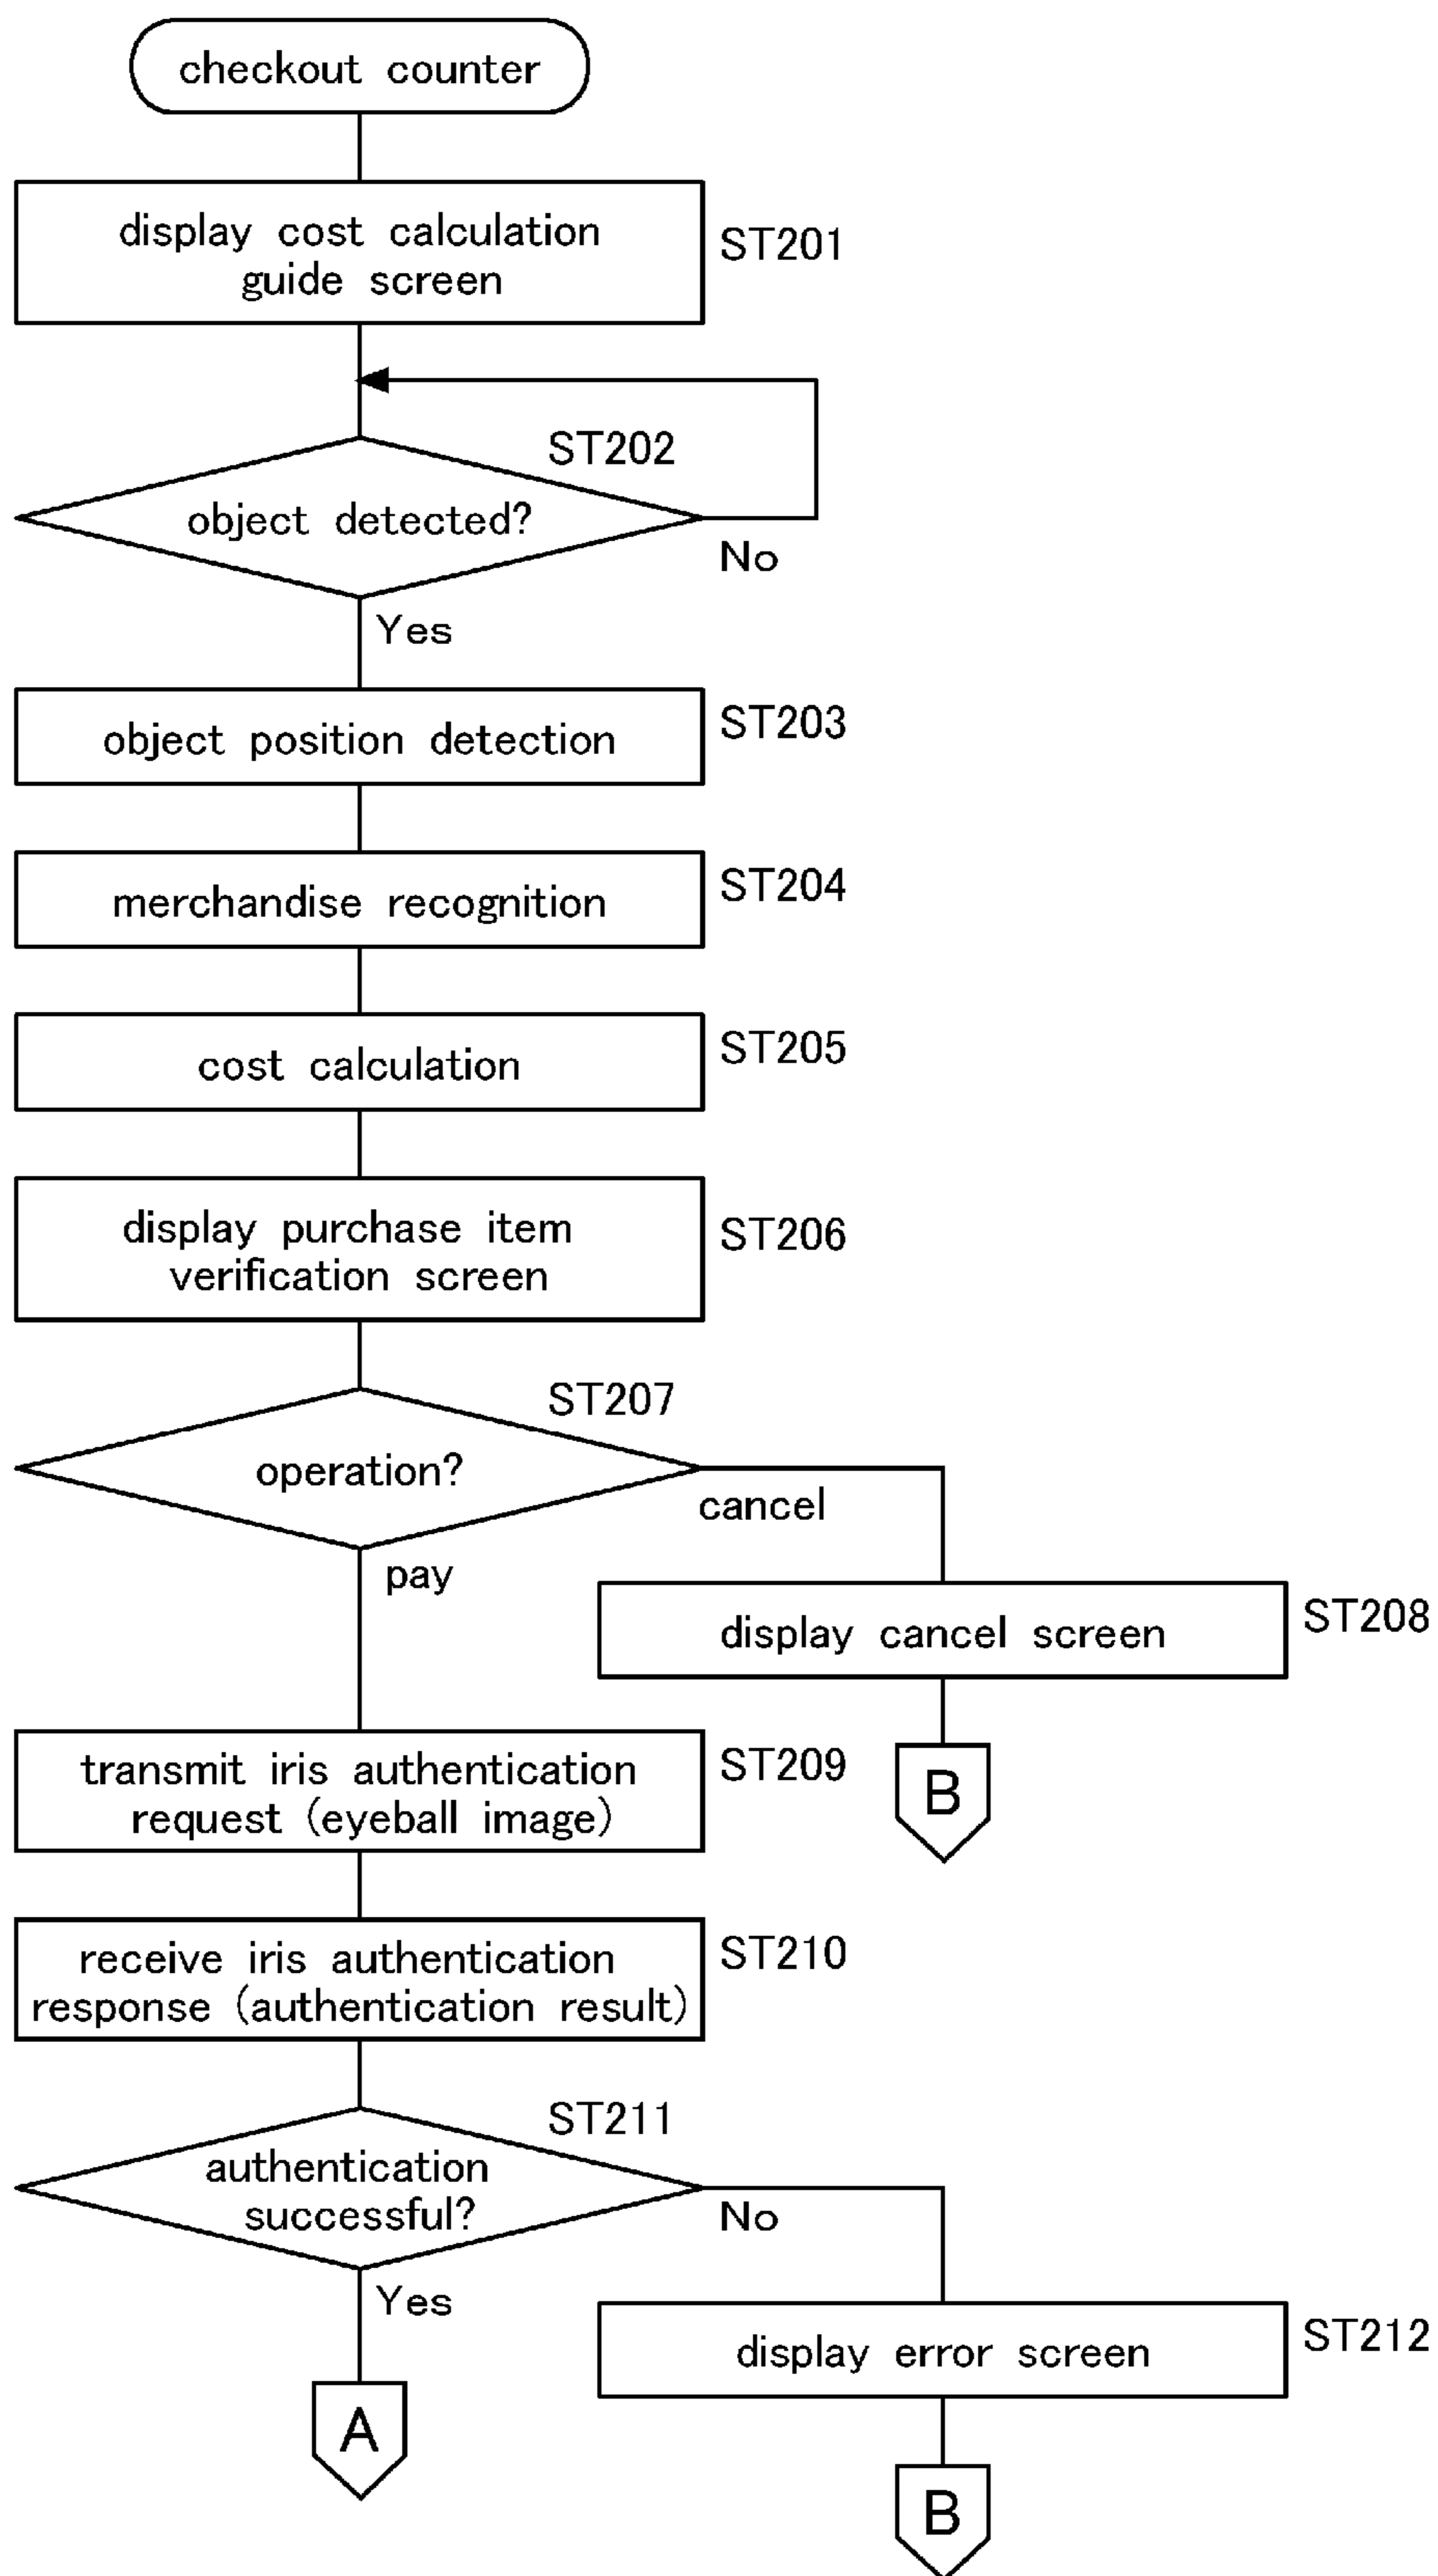 checkout counter
display cost calculation
guide screen
ST201
ST202
object detected?
No
Yes
object position detection
ST203
merchandise recognition
ST204
cost calculation
ST205
display purchase item
verification screen
ST206
ST207
operation?
cancel
pay
display cancel screen
ST208
B
transmit iris authentication
request (eyeball image)
ST209
receive iris authentication
response (authentication result)
ST210
ST211
authentication
successful?
No
Yes
display error screen
ST212
A
B